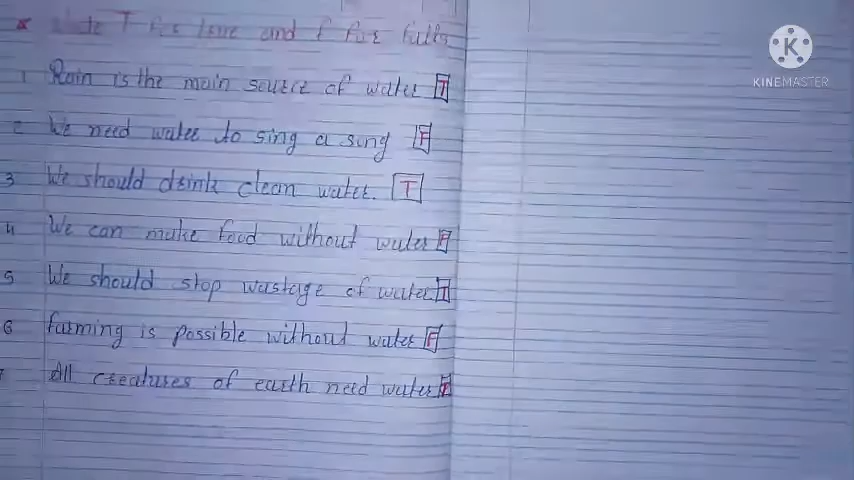 Write T for true and f for falls
K
KINEMASTER
1 Rain is the main source of water T
2 We need water to sing a song F
3 We should drink clean water. T
4 We can make food without water F
5 We should stop wastage of water T
6 farming is possible without water F
7 All creatures of earth need water